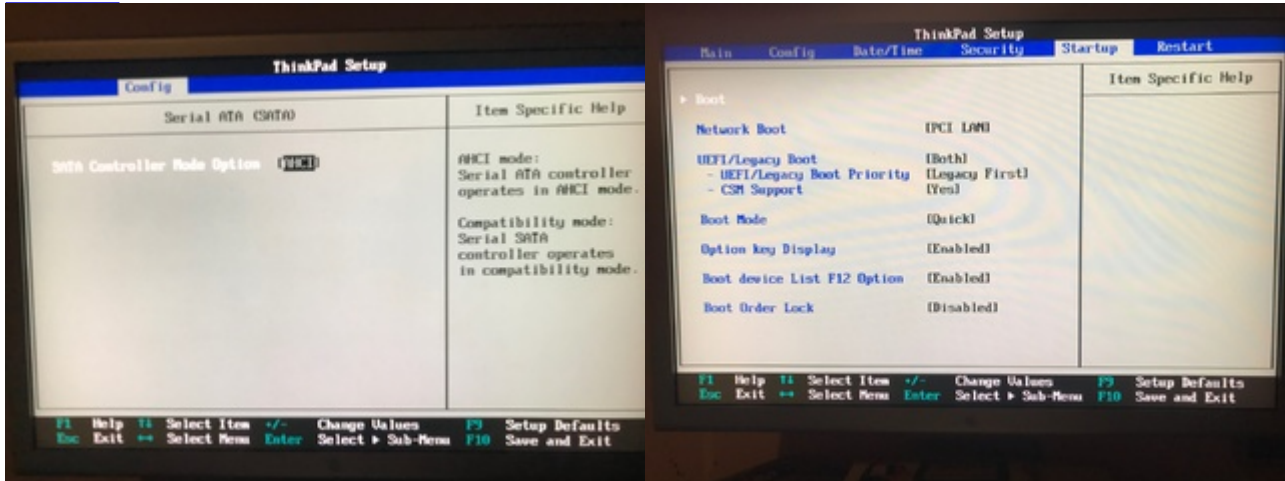 ThinkPad Setup
Config
Serial ATA (SATA)
Item Specific Help
SATA Controller Mode Option [AHCI]
AHCI mode:
Serial ATA controller
operates in AHCI mode.
Compatibility mode:
Serial SATA
controller operates
in compatibility mode.
F1 Help ↑↓ Select Item +/- Change Values F9 Setup Defaults
Esc Exit ↔ Select Menu Enter Select ▸ Sub-Menu F10 Save and Exit
ThinkPad Setup
Main Config Date/Time Security Startup Restart
Item Specific Help
▸ Boot
Network Boot [PCI LAN]
UEFI/Legacy Boot [Both]
- UEFI/Legacy Boot Priority [Legacy First]
- CSM Support [Yes]
Boot Mode [Quick]
Option key Display [Enabled]
Boot device List F12 Option [Enabled]
Boot Order Lock [Disabled]
F1 Help ↑↓ Select Item +/- Change Values F9 Setup Defaults
Esc Exit ↔ Select Menu Enter Select ▸ Sub-Menu F10 Save and Exit